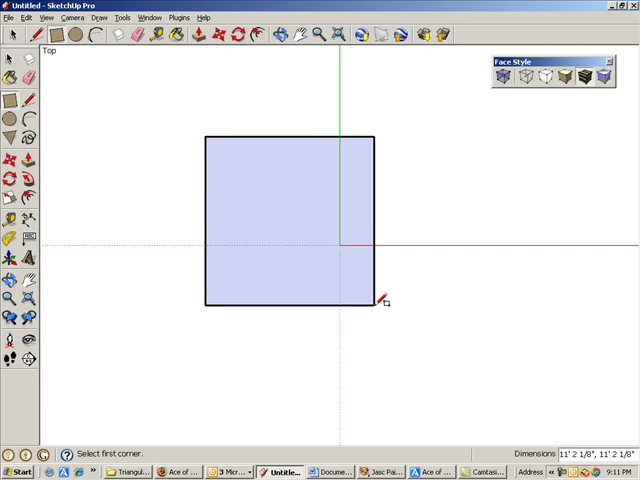 Untitled - SketchUp Pro
File Edit View Camera Draw Tools Window Plugins Help
Top
Face Style
Select first corner.
Dimensions 11' 2 1/8", 11' 2 1/8"
Start Triangul... Ace of ... 3 Micr... Untitle... Docume... Jasc Pai... Ace of ... Camtasi... Address 9:11 PM